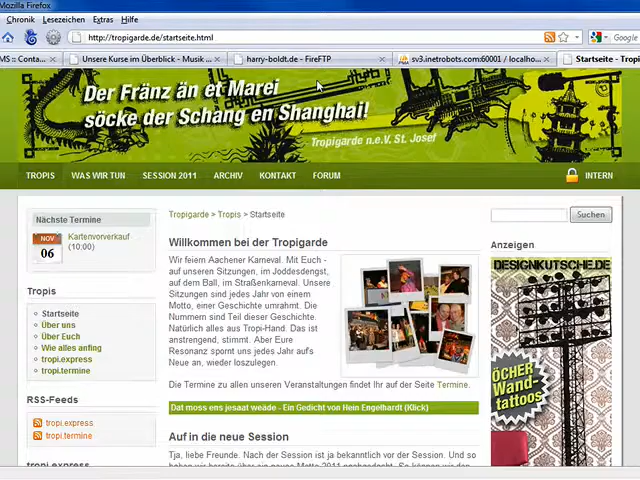 Mozilla Firefox
Chronik Lesezeichen Extras Hilfe
http://tropigarde.de/startseite.html
Google
MS :: Conta...
Unsere Kurse im Überblick - Musik ...
harry-boldt.de - FireFTP
sv3.inetrobots.com:60001 / localho...
Startseite - Tropi
Der Fränz än et Marei
söcke der Schang en Shanghai!
Tropigarde n.e.V. St. Josef
TROPIS WAS WIR TUN SESSION 2011 ARCHIV KONTAKT FORUM INTERN
Nächste Termine
NOV
06
Kartenvorverkauf
(10:00)
Tropis
Startseite
Über uns
Über Euch
Wie alles anfing
tropi.express
tropi.termine
RSS-Feeds
tropi.express
tropi.termine
tropi.express
Tropigarde > Tropis > Startseite
Willkommen bei der Tropigarde
Wir feiern Aachener Karneval. Mit Euch -
auf unseren Sitzungen, im Joddesdengst,
auf dem Ball, im Straßenkarneval. Unsere
Sitzungen sind jedes Jahr von einem
Motto, einer Geschichte umrahmt. Die
Nummern sind Teil dieser Geschichte.
Natürlich alles aus Tropi-Hand. Das ist
anstrengend, stimmt. Aber Eure
Resonanz spornt uns jedes Jahr aufs
Neue an, wieder loszulegen.
Die Termine zu allen unseren Veranstaltungen findet Ihr auf der Seite Termine.
Dat moss ens jesaat weäde - Ein Gedicht von Hein Engelhardt (Klick)
Auf in die neue Session
Tja, liebe Freunde. Nach der Session ist ja bekanntlich vor der Session. Und so
Suchen
Anzeigen
DESIGNKUTSCHE.DE
ÖCHER
Wand-
tattoos